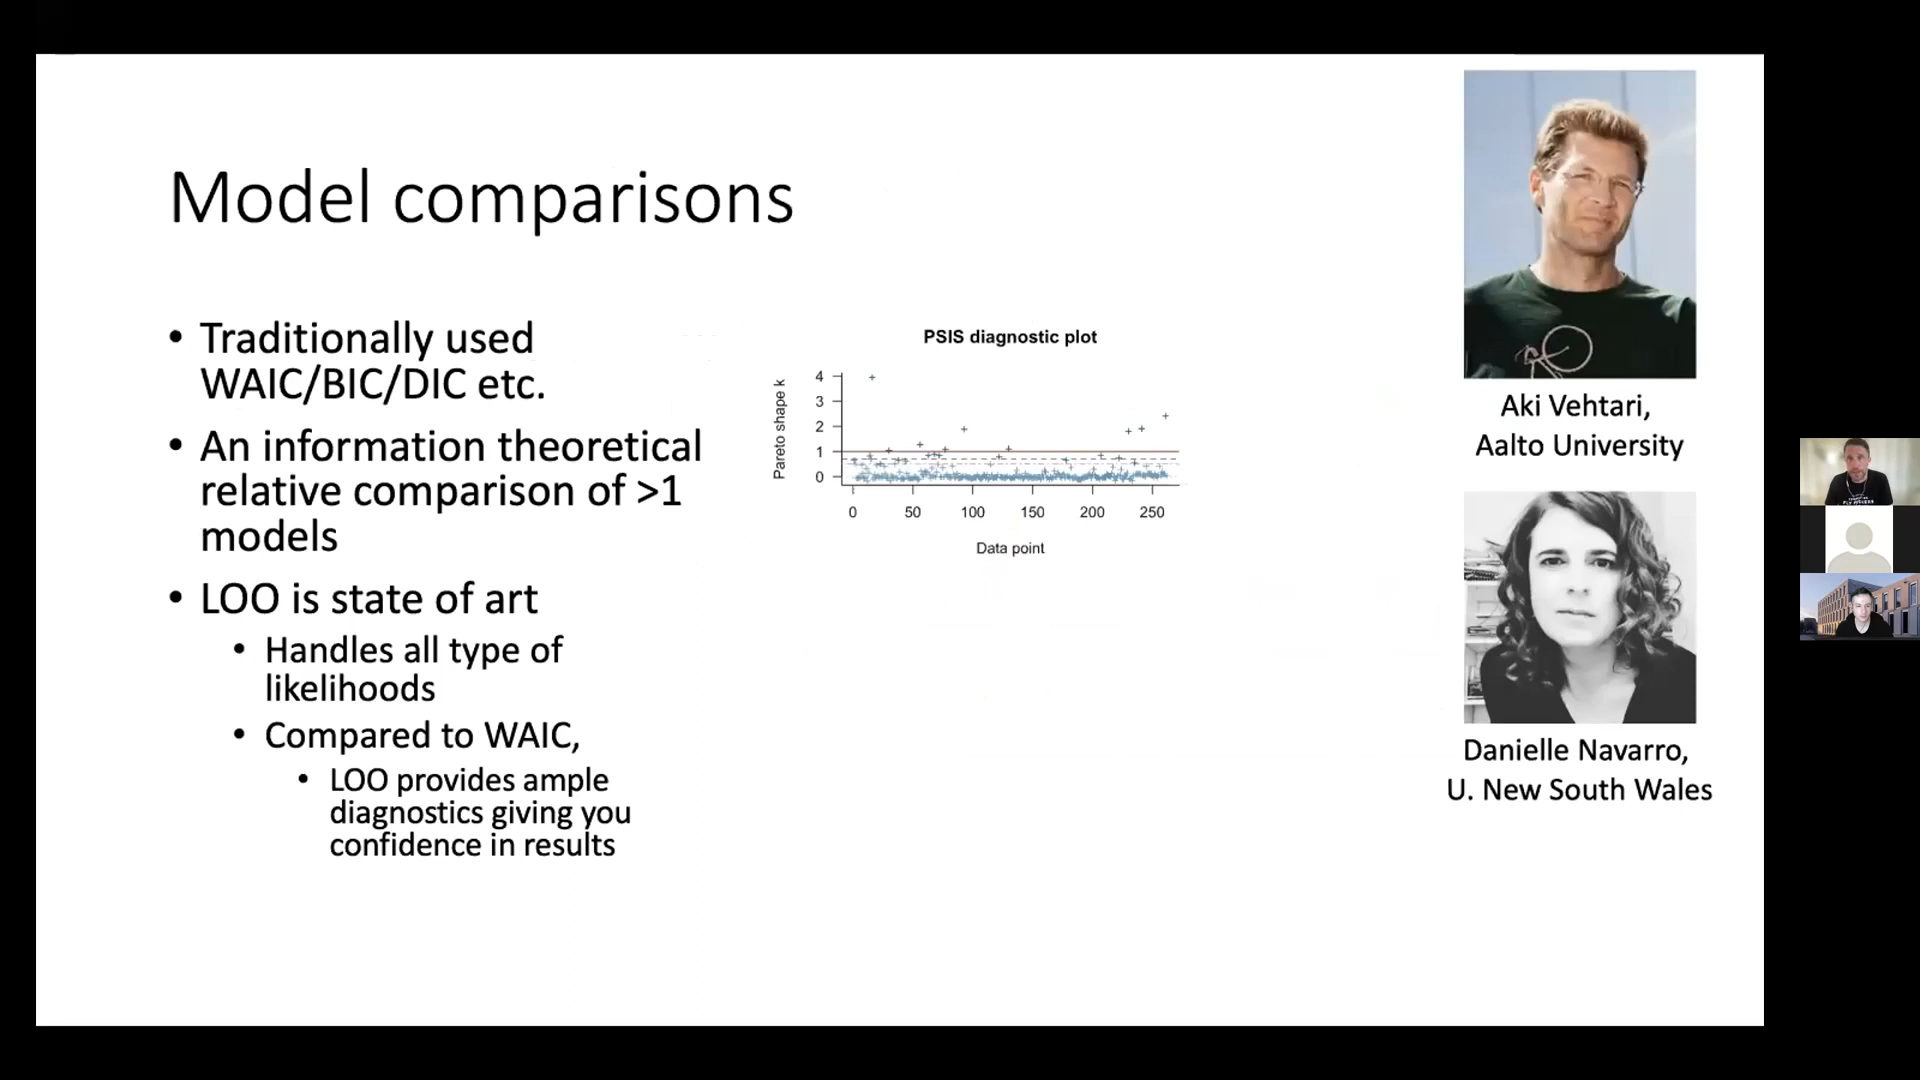 Model comparisons
• Traditionally used
WAIC/BIC/DIC etc.
• An information theoretical
relative comparison of >1
models
• LOO is state of art
• Handles all type of
likelihoods
• Compared to WAIC,
• LOO provides ample
diagnostics giving you
confidence in results
PSIS diagnostic plot
Pareto shape k
4
3
2
1
0
0 50 100 150 200 250
Data point
Aki Vehtari,
Aalto University
Danielle Navarro,
U. New South Wales